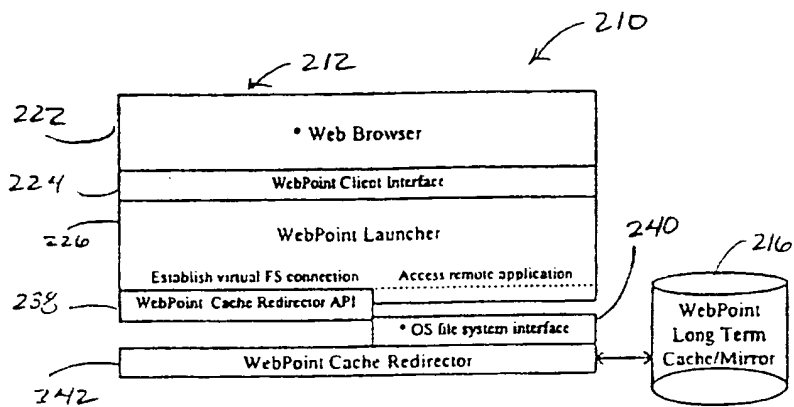 210
212
222
* Web Browser
224
WebPoint Client Interface
226
WebPoint Launcher
240
216
Establish virtual FS connection
Access remote application
238
WebPoint Cache Redirector API
* OS file system interface
WebPoint
Long Term
Cache/Mirror
WebPoint Cache Redirector
342